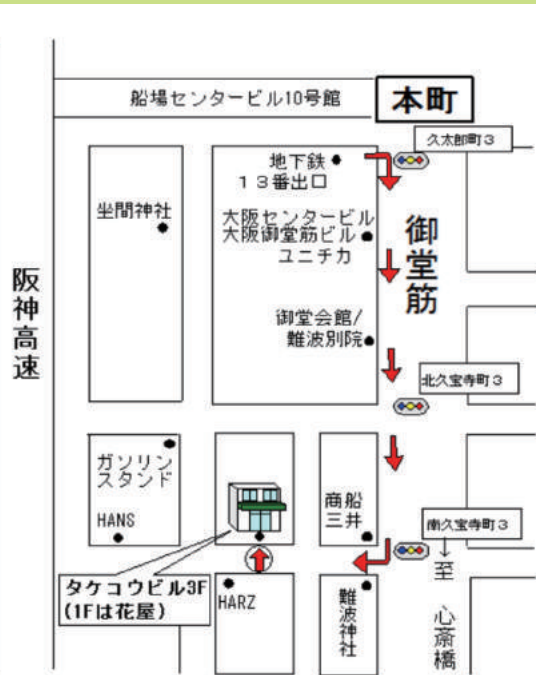 船場センタービル10号館
本町
久太郎町3
地下鉄
13番出口
坐間神社
大阪センタービル
大阪御堂筋ビル
ユニチカ
御堂筋
阪神高速
御堂会館/
難波別院
北久宝寺町3
ガソリン
スタンド
HANS
商船
三井
南久宝寺町3
タケコウビル3F
(1Fは花屋)
HARZ
難波神社
↓至 心斎橋